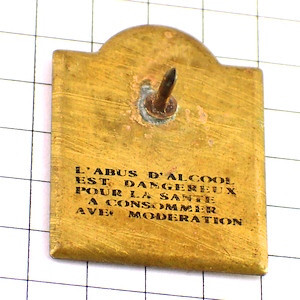 L'ABUS D'ALCOOL
EST DANGEREUX
POUR LA SANTE
A CONSOMMER
AVE MODERATION